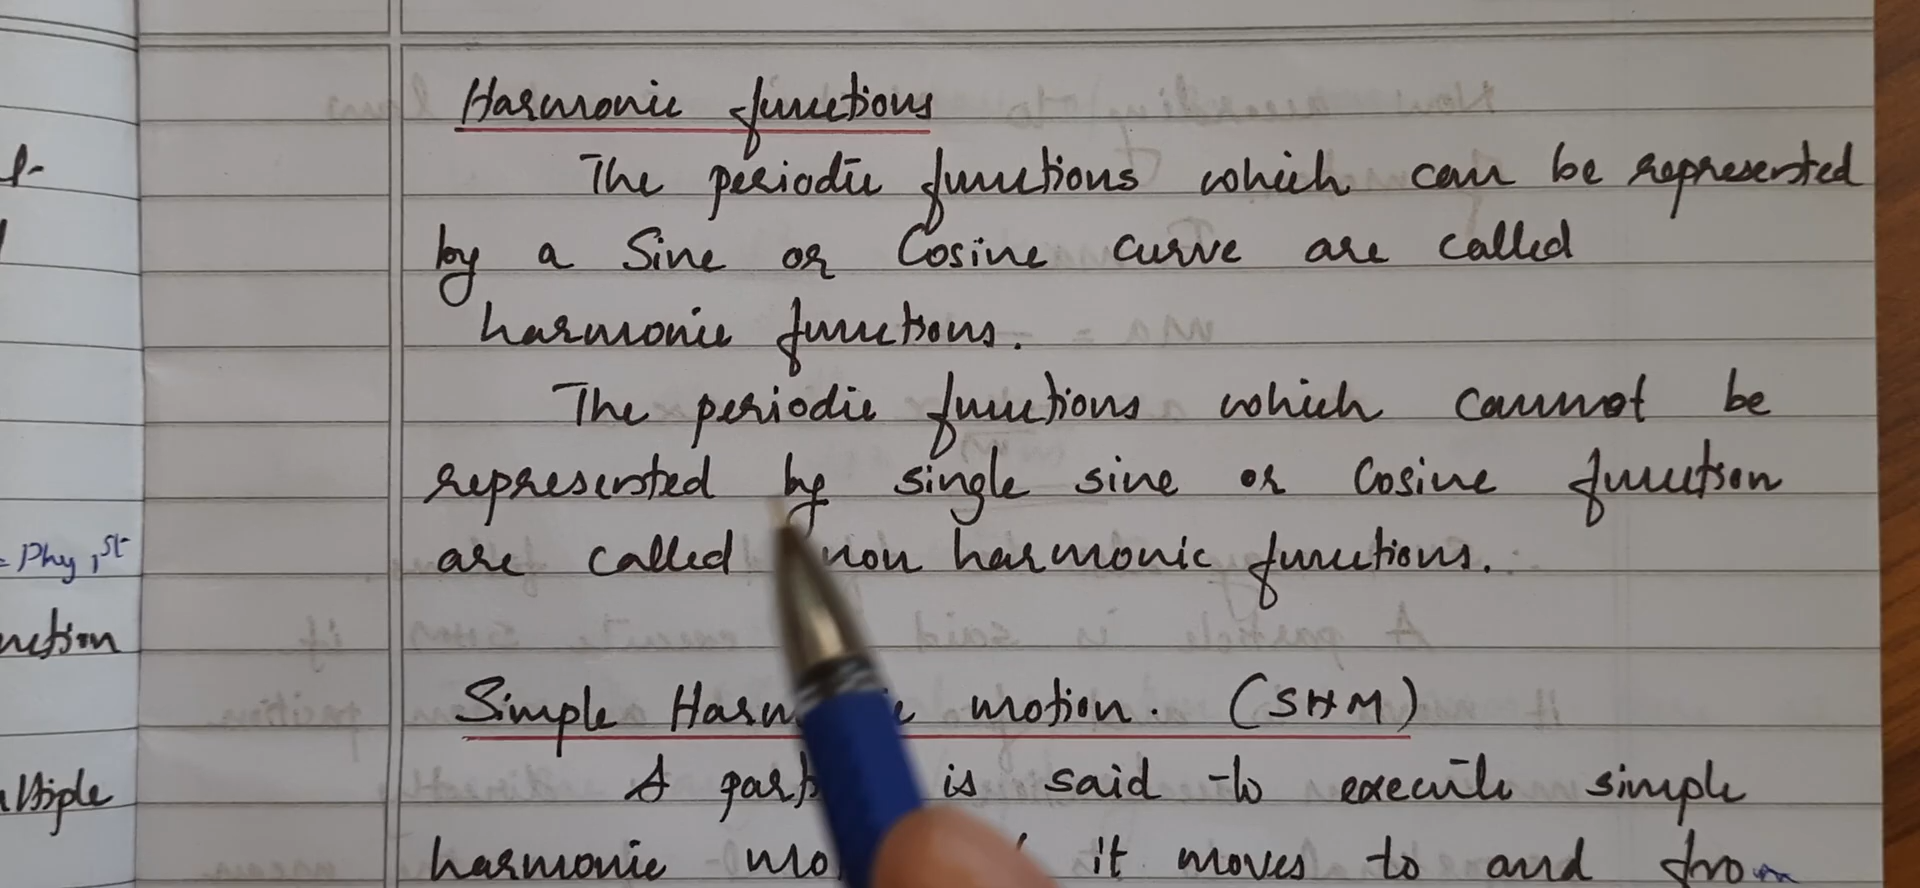 Harmonic functions
The periodic functions which can be represented
by a Sine or Cosine curve are called
harmonic functions.
The periodic functions which cannot be
represented by single sine or Cosine function
are called non harmonic functions.
Simple motion. (SHM)
A is said to execute simple
harmonic it moves to and fro
Phy 1st